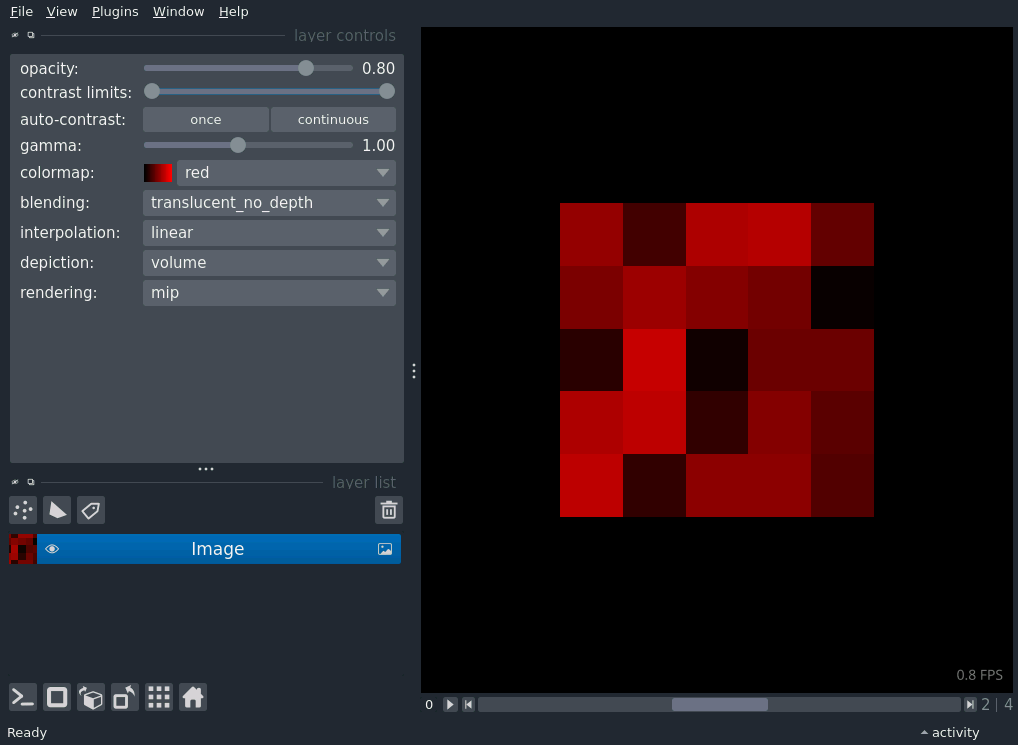 File View Plugins Window Help
layer controls
opacity: 0.80
contrast limits:
auto-contrast: once continuous
gamma: 1.00
colormap: red
blending: translucent_no_depth
interpolation: linear
depiction: volume
rendering: mip
layer list
Image
0.8 FPS
0 2 | 4
Ready activity